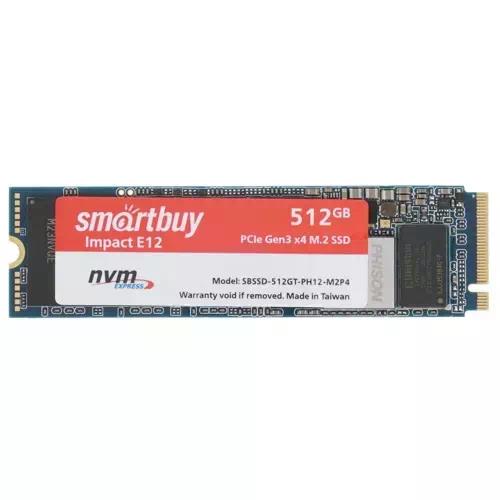 smartbuy
Impact E12
512GB
PCIe Gen3 x4 M.2 SSD
nvm
EXPRESS
Model: SBSSD-512GT-PH12-M2P4
Warranty void if removed. Made in Taiwan
PHISON
M23NVQE